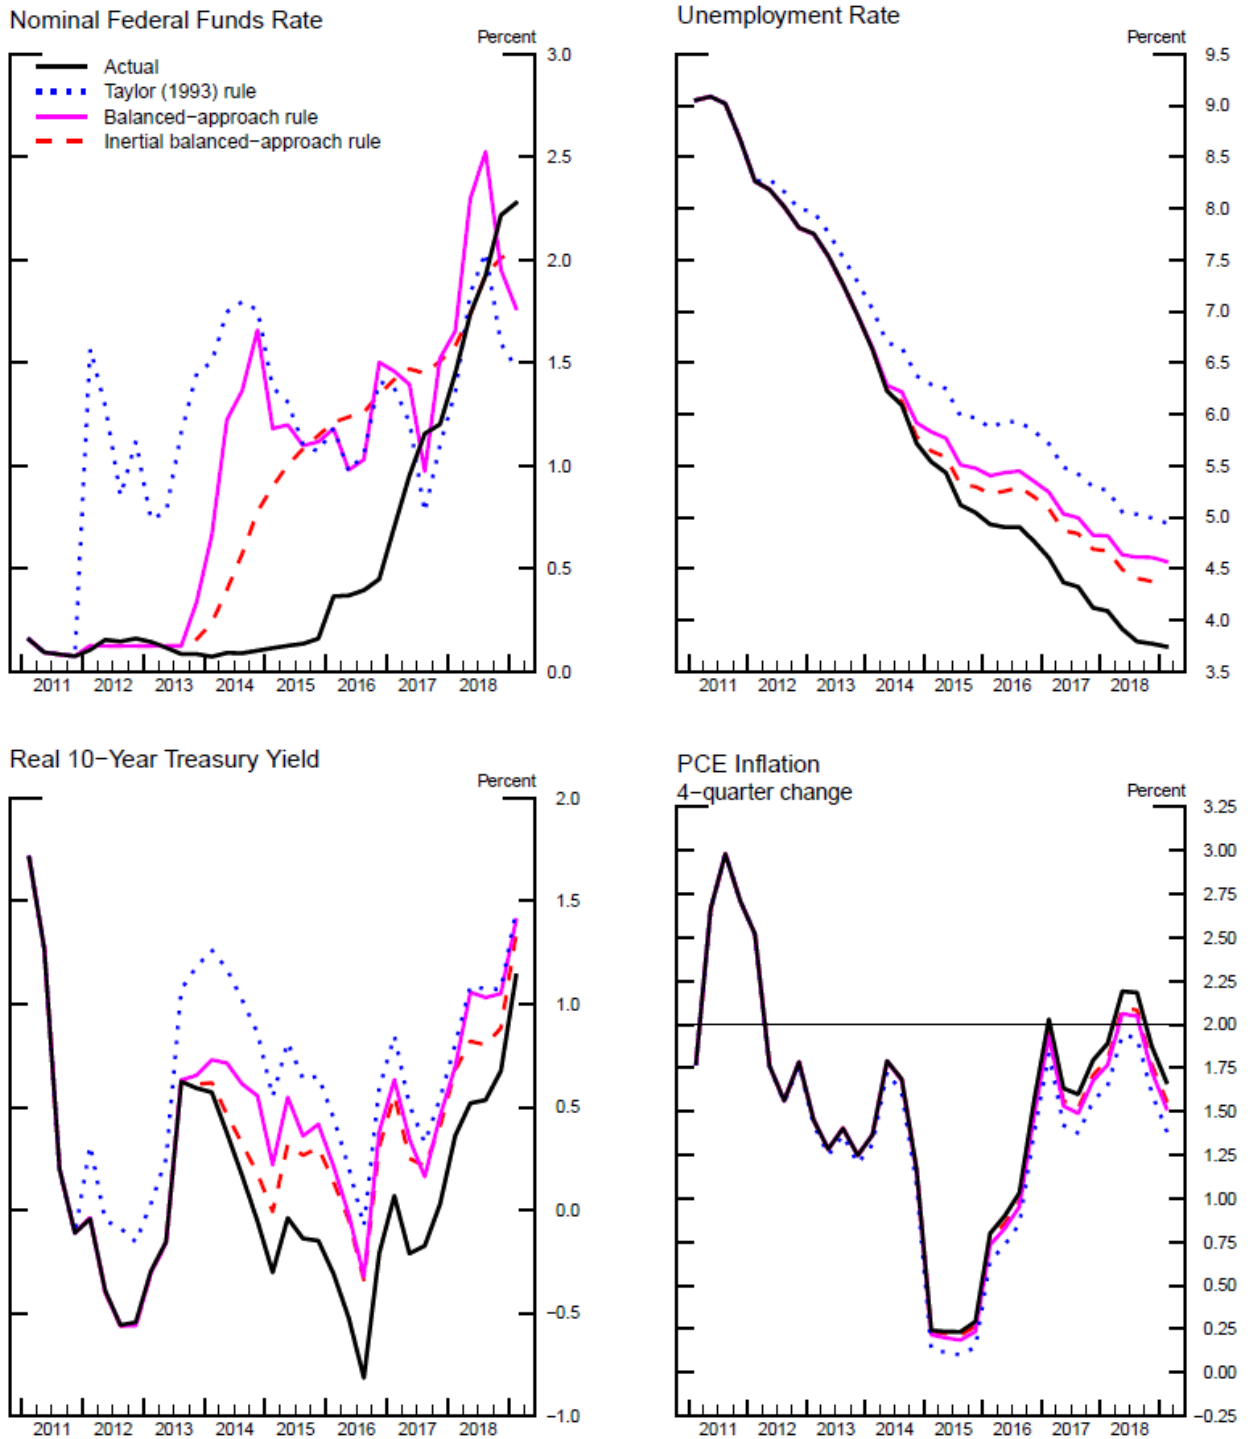 Nominal Federal Funds Rate
Percent
Actual
Taylor (1993) rule
Balanced−approach rule
Inertial balanced−approach rule
3.0
2.5
2.0
1.5
1.0
0.5
0.0
2011 2012 2013 2014 2015 2016 2017 2018
Unemployment Rate
Percent
9.5
9.0
8.5
8.0
7.5
7.0
6.5
6.0
5.5
5.0
4.5
4.0
3.5
2011 2012 2013 2014 2015 2016 2017 2018
Real 10−Year Treasury Yield
Percent
2.0
1.5
1.0
0.5
0.0
−0.5
−1.0
2011 2012 2013 2014 2015 2016 2017 2018
PCE Inflation
4−quarter change
Percent
3.25
3.00
2.75
2.50
2.25
2.00
1.75
1.50
1.25
1.00
0.75
0.50
0.25
0.00
−0.25
2011 2012 2013 2014 2015 2016 2017 2018